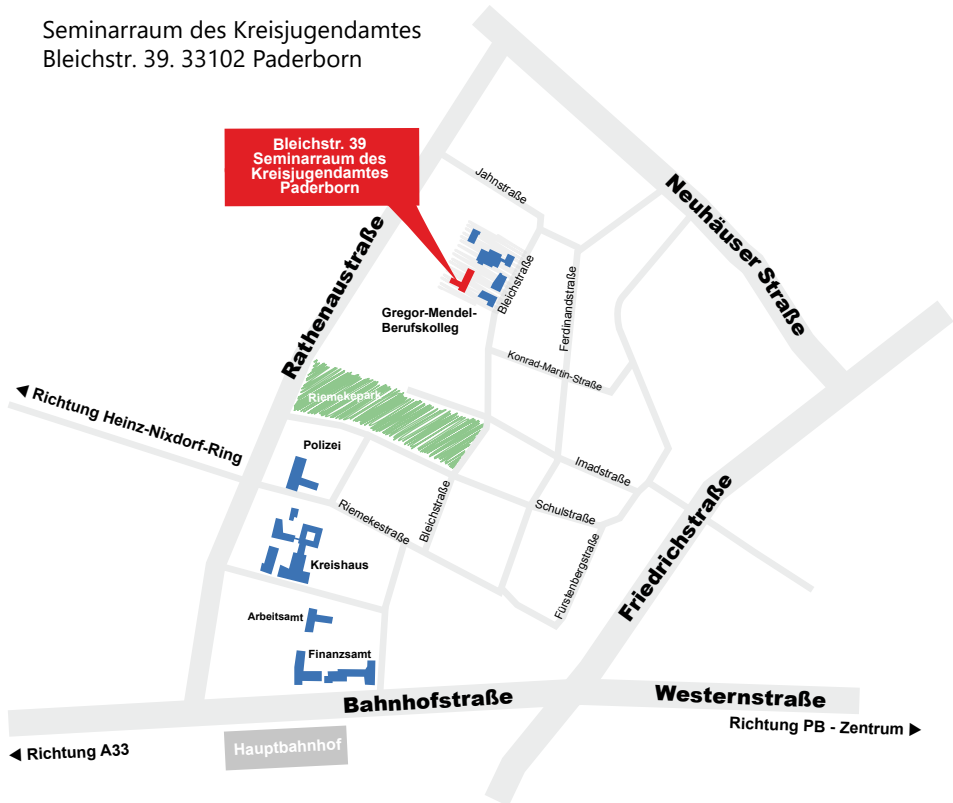 Seminarraum des Kreisjugendamtes
Bleichstr. 39. 33102 Paderborn
Bleichstr. 39
Seminarraum des
Kreisjugendamtes
Paderborn
Jahnstraße
Neuhäuser Straße
Rathenaustraße
Bleichstraße
Ferdinandstraße
Gregor-Mendel-
Berufskolleg
Konrad-Martin-Straße
Riemekepark
◀ Richtung Heinz-Nixdorf-Ring
Polizei
Imadstraße
Riemekestraße
Bleichstraße
Schulstraße
Friedrichstraße
Kreishaus
Fürstenbergstraße
Arbeitsamt
Finanzsamt
Bahnhofstraße
Westernstraße
Richtung PB - Zentrum ▶
◀ Richtung A33
Hauptbahnhof